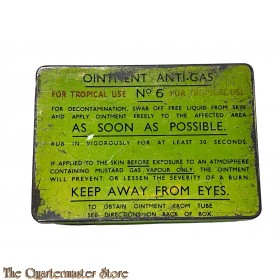 OINTMENT ANTI-GAS
FOR TROPICAL USE No 6 FOR TROPICAL USE
FOR DECONTAMINATION, SWAB OFF FREE LIQUID FROM SKIN
AND APPLY OINTMENT FREELY TO THE AFFECTED AREA
AS SOON AS POSSIBLE.
RUB IN VIGOROUSLY FOR AT LEAST 30 SECONDS.
IF APPLIED TO THE SKIN BEFORE EXPOSURE TO AN ATMOSPHERE
CONTAINING MUSTARD GAS VAPOUR ONLY, THE OINTMENT
WILL PREVENT OR LESSEN THE SEVERITY OF A BURN.
KEEP AWAY FROM EYES.
TO OBTAIN OINTMENT FROM TUBE
SEE DIRECTIONS ON BACK OF BOX.
The Quartermaster Store